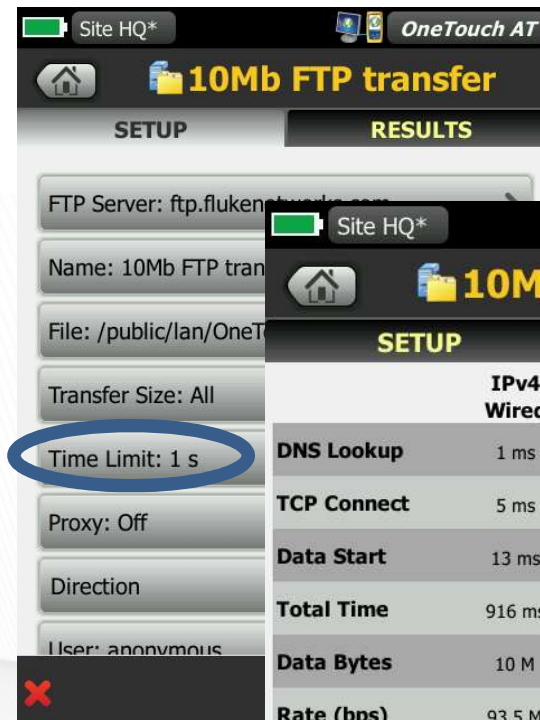 Site HQ*
OneTouch AT
10Mb FTP transfer
SETUP RESULTS
FTP Server: ftp.flukenetworks.com
Name: 10Mb FTP tran
File: /public/lan/OneT
Transfer Size: All
Time Limit: 1 s
Proxy: Off
Direction
User: anonymous
Site HQ*
10M
SETUP
IPv4
Wired
DNS Lookup 1 ms
TCP Connect 5 ms
Data Start 13 ms
Total Time 916 ms
Data Bytes 10 M
Rate (bps) 93.5 M